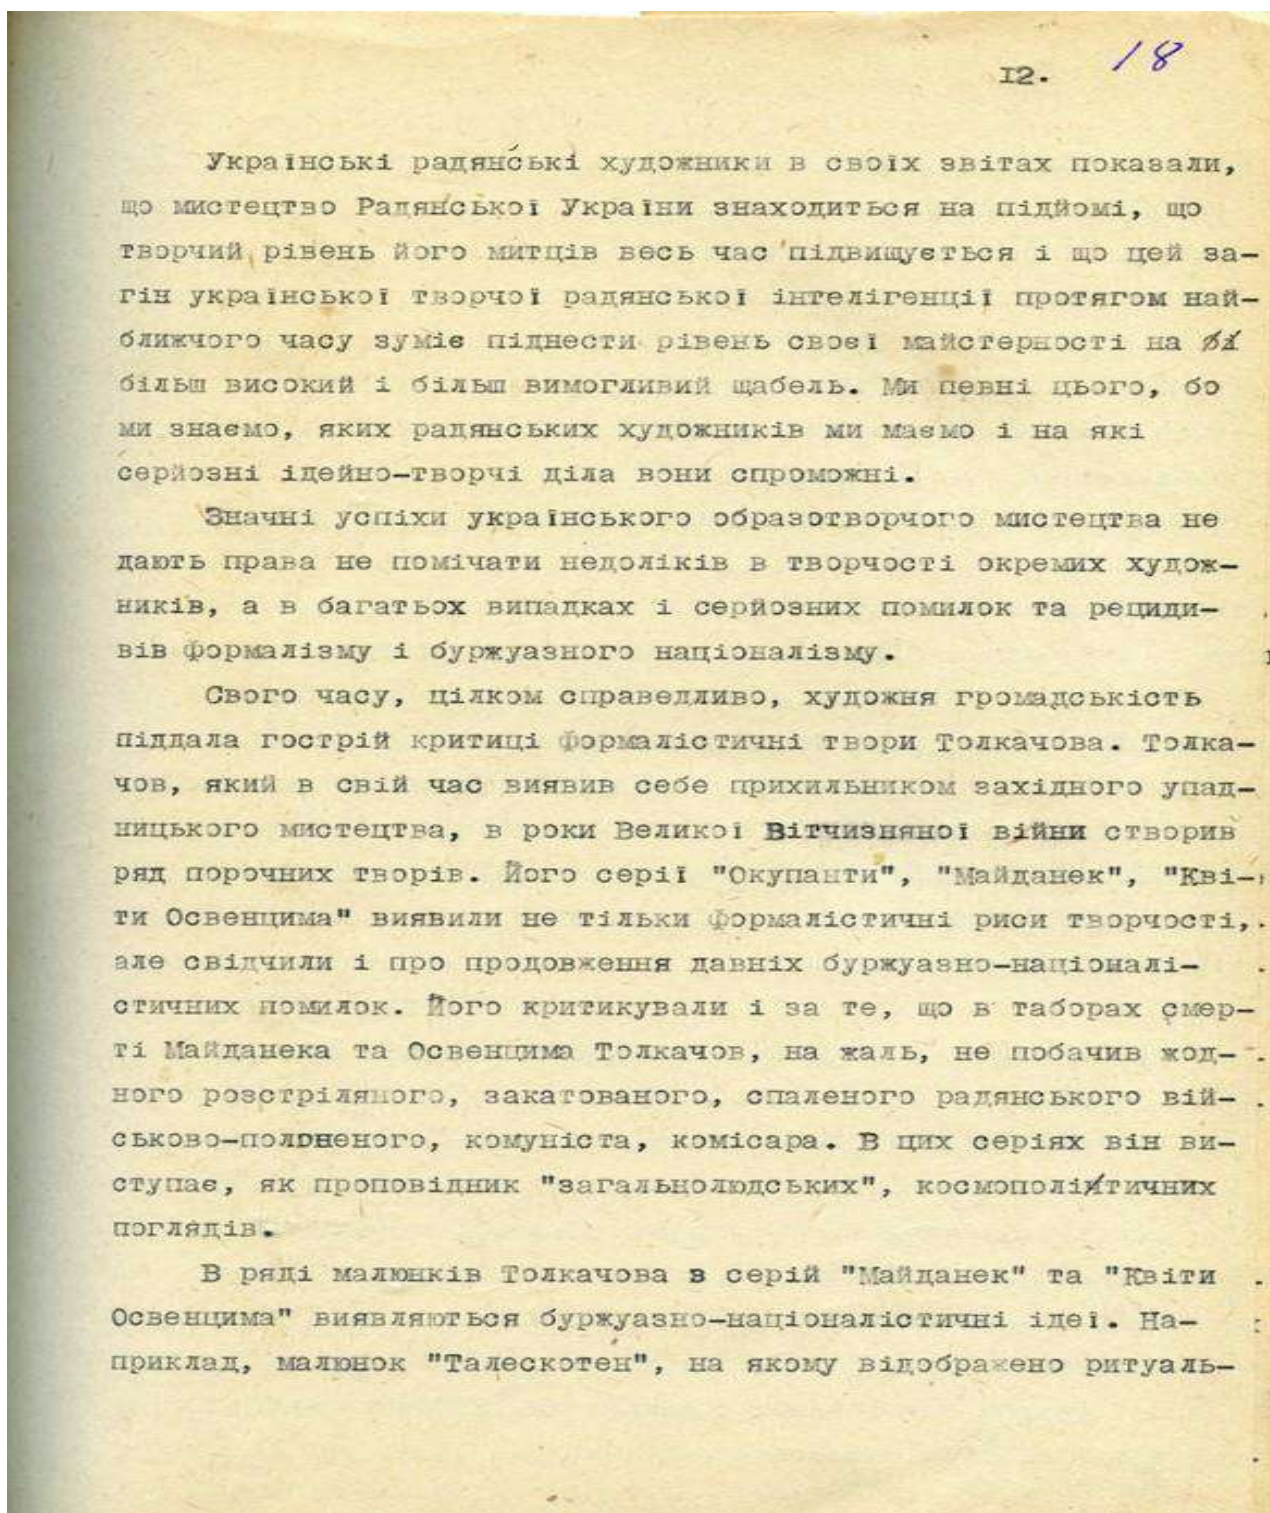 12. 18
Українські радянські художники в своїх звітах показали,
що мистецтво Радянської України знаходиться на підйомі, що
творчий рівень його митців весь час підвищується і що цей за-
гін української творчої радянської інтелігенції протягом най-
ближчого часу зуміє піднести рівень своєї майстерності на бі
більш високий і більш вимогливий щабель. Ми певні цього, бо
ми знаємо, яких радянських художників ми маємо і на які
серйозні ідейно-творчі діла вони спроможні.
Значні успіхи українського образотворчого мистецтва не
дають права не помічати недоліків в творчості окремих худож-
ників, а в багатьох випадках і серйозних помилок та рециди-
вів формалізму і буржуазного націоналізму.
Свого часу, цілком справедливо, художня громадськість
піддала гострій критиці формалістичні твори Толкачова. Толка-
чов, який в свій час виявив себе прихильником західного упад-
ницького мистецтва, в роки Великої Вітчизняної війни створив
ряд порочних творів. Його серії "Окупанти", "Майданек", "Кві-
ти Освенцима" виявили не тільки формалістичні риси творчості,
але свідчили і про продовження давніх буржуазно-націоналі-
стичних помилок. Його критикували і за те, що в таборах смер-
ті Майданека та Освенцима Толкачов, на жаль, не побачив жод-
ного розстріляного, закатованого, спаленого радянського вій-
ськово-полоненого, комуніста, комісара. В цих серіях він ви-
ступає, як проповідник "загальнолюдських", космополітичних
поглядів.
В ряді малюнків Толкачова в серій "Майданек" та "Квіти
Освенцима" виявляються буржуазно-націоналістичні ідеї. На-
приклад, малюнок "Талескотен", на якому відображено ритуаль-